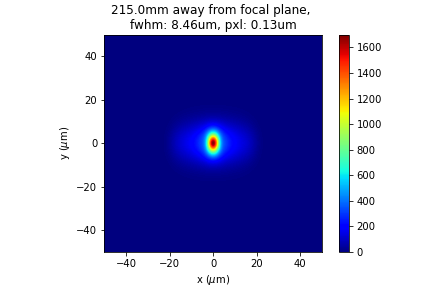 215.0mm away from focal plane,
fwhm: 8.46um, pxl: 0.13um
40
20
0
−20
−40
y (μm)
−40 −20 0 20 40
x (μm)
1600
1400
1200
1000
800
600
400
200
0